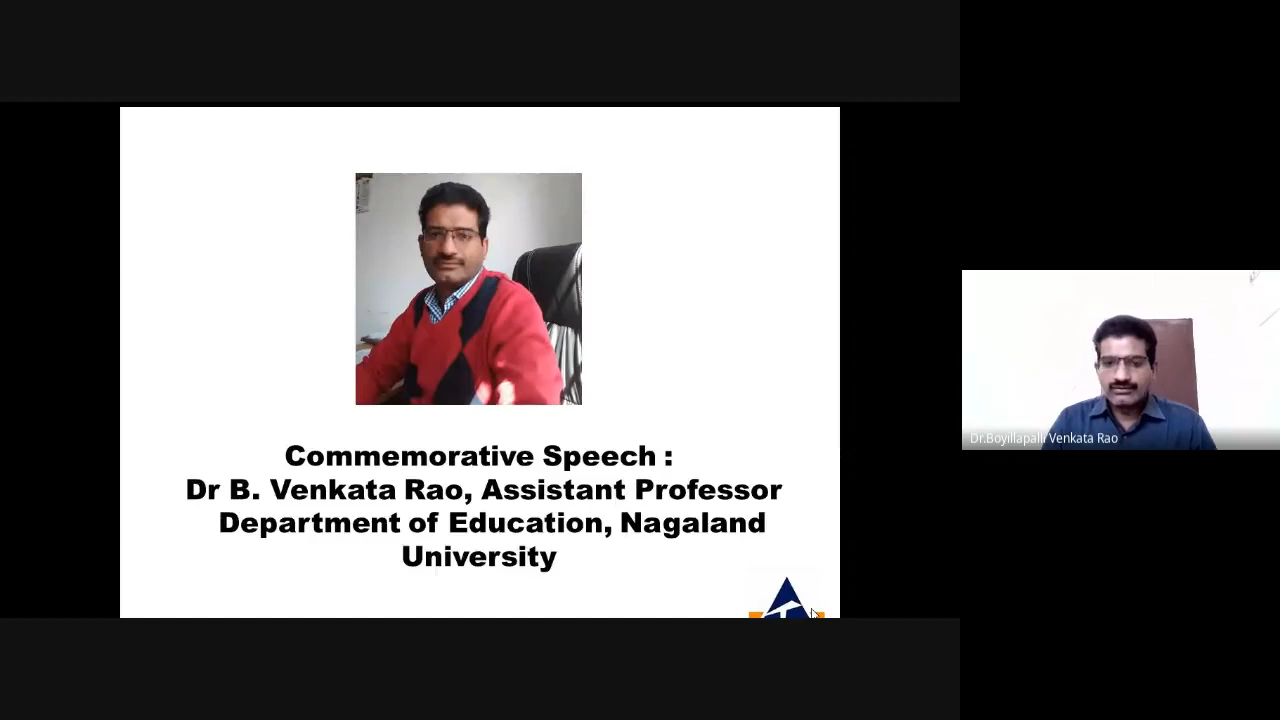 Commemorative Speech :
Dr B. Venkata Rao, Assistant Professor
Department of Education, Nagaland
University
Dr.Boyillapalli Venkata Rao